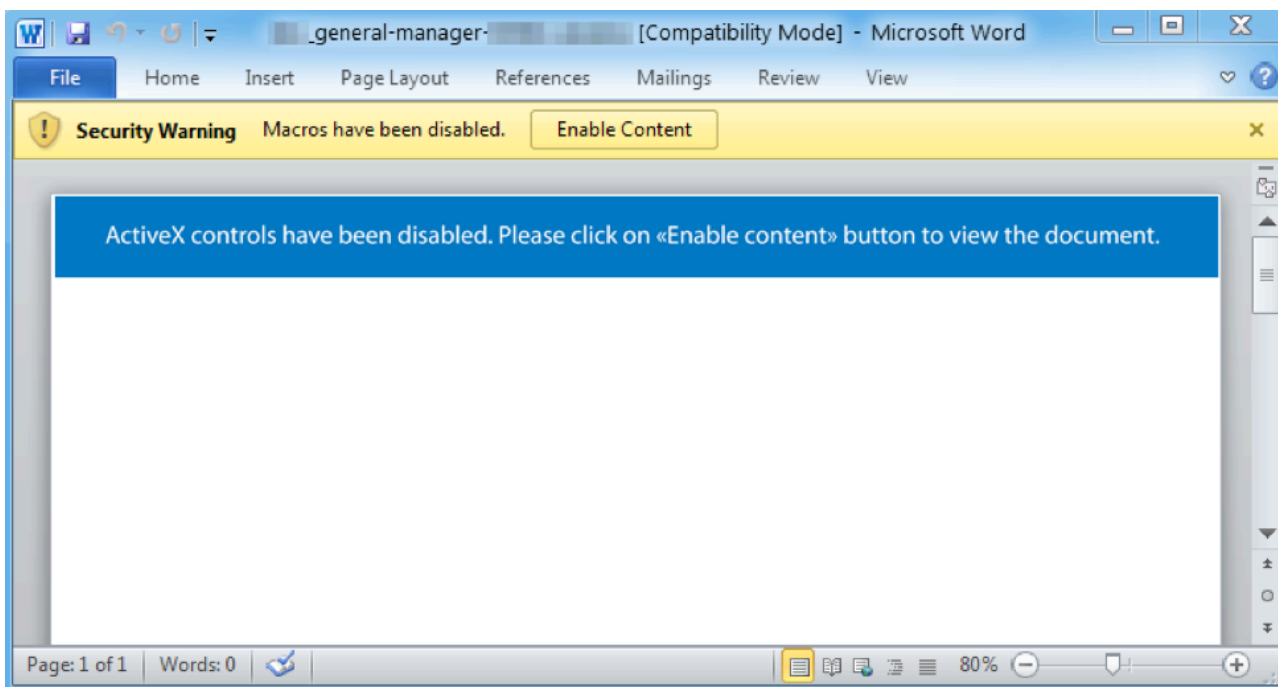 _general-manager- [Compatibility Mode] - Microsoft Word
File Home Insert Page Layout References Mailings Review View
Security Warning Macros have been disabled. Enable Content
ActiveX controls have been disabled. Please click on «Enable content» button to view the document.
Page: 1 of 1 Words: 0 80%